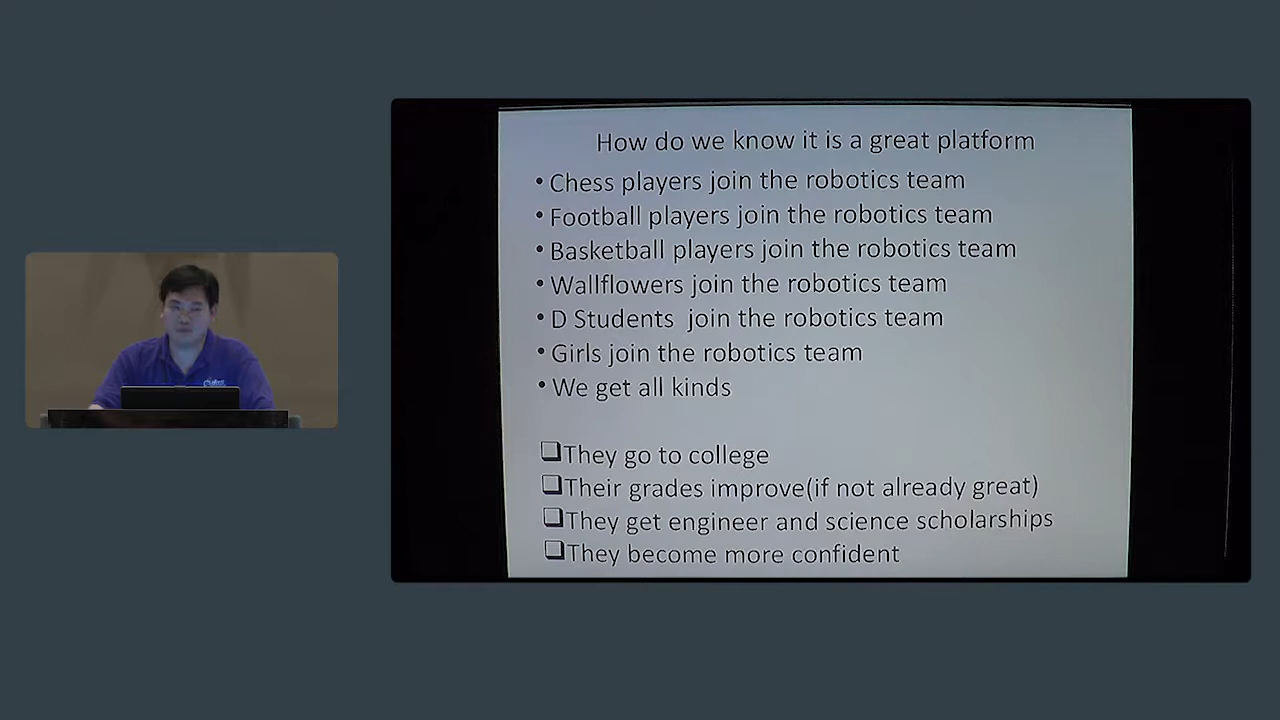 How do we know it is a great platform
• Chess players join the robotics team
• Football players join the robotics team
• Basketball players join the robotics team
• Wallflowers join the robotics team
• D Students  join the robotics team
• Girls join the robotics team
• We get all kinds
❑They go to college
❑Their grades improve(if not already great)
❑They get engineer and science scholarships
❑They become more confident